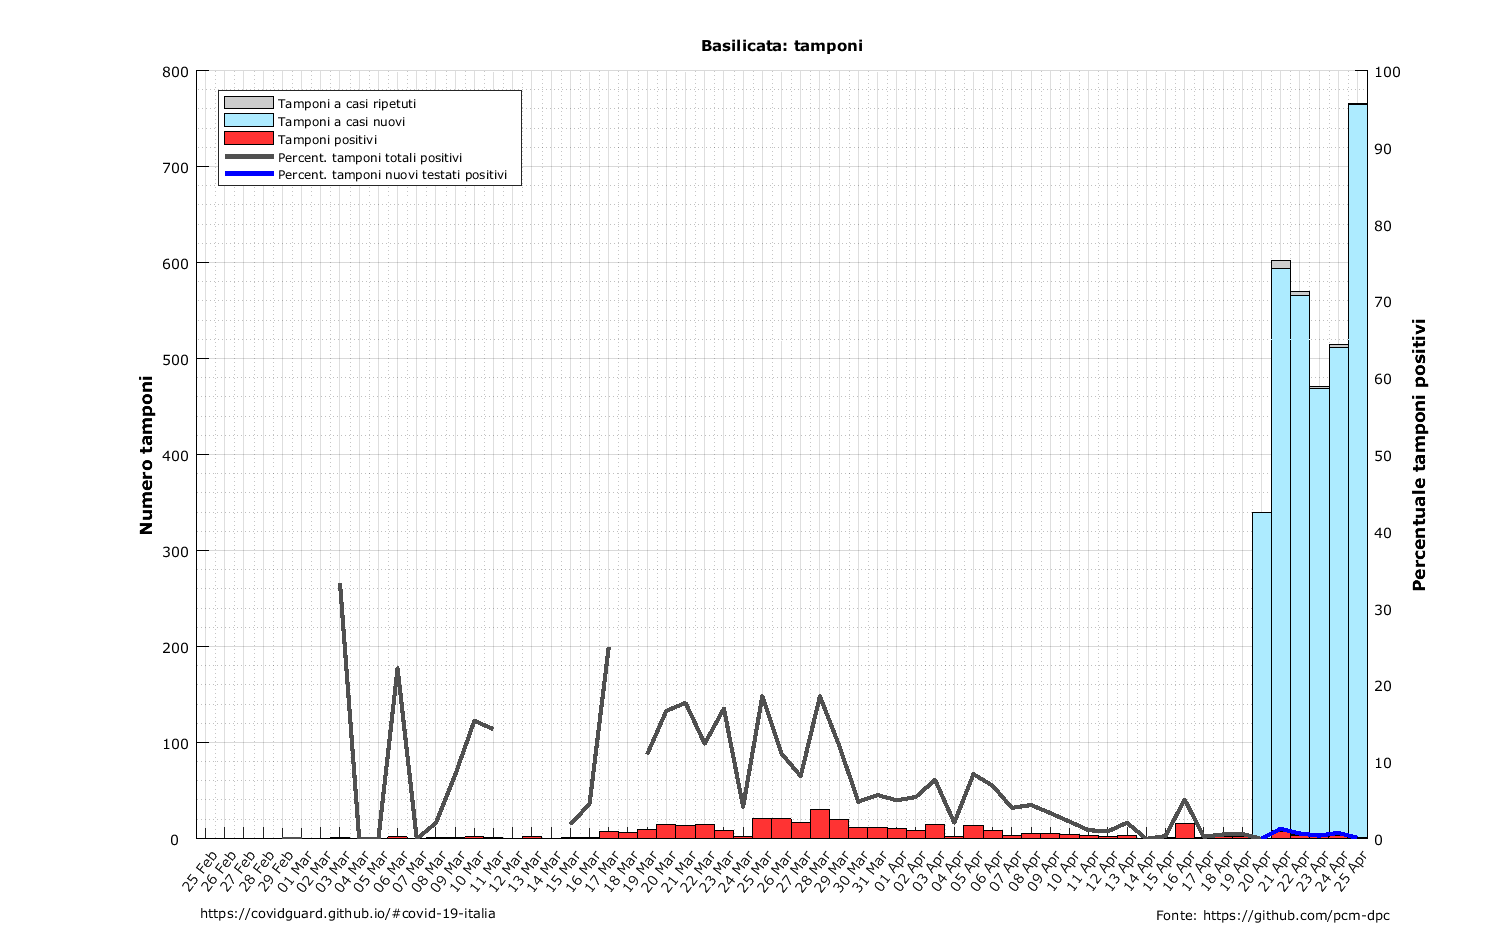 Basilicata: tamponi
Tamponi a casi ripetuti
Tamponi a casi nuovi
Tamponi positivi
Percent. tamponi totali positivi
Percent. tamponi nuovi testati positivi
Numero tamponi
800
700
600
500
400
300
200
100
0
Percentuale tamponi positivi
100
90
80
70
60
50
40
30
20
10
0
25 Feb
26 Feb
27 Feb
28 Feb
29 Feb
01 Mar
02 Mar
03 Mar
04 Mar
05 Mar
06 Mar
07 Mar
08 Mar
09 Mar
10 Mar
11 Mar
12 Mar
13 Mar
14 Mar
15 Mar
16 Mar
17 Mar
18 Mar
19 Mar
20 Mar
21 Mar
22 Mar
23 Mar
24 Mar
25 Mar
26 Mar
27 Mar
28 Mar
29 Mar
30 Mar
31 Mar
01 Apr
02 Apr
03 Apr
04 Apr
05 Apr
06 Apr
07 Apr
08 Apr
09 Apr
10 Apr
11 Apr
12 Apr
13 Apr
14 Apr
15 Apr
16 Apr
17 Apr
18 Apr
19 Apr
20 Apr
21 Apr
22 Apr
23 Apr
24 Apr
25 Apr
https://covidguard.github.io/#covid-19-italia
Fonte: https://github.com/pcm-dpc